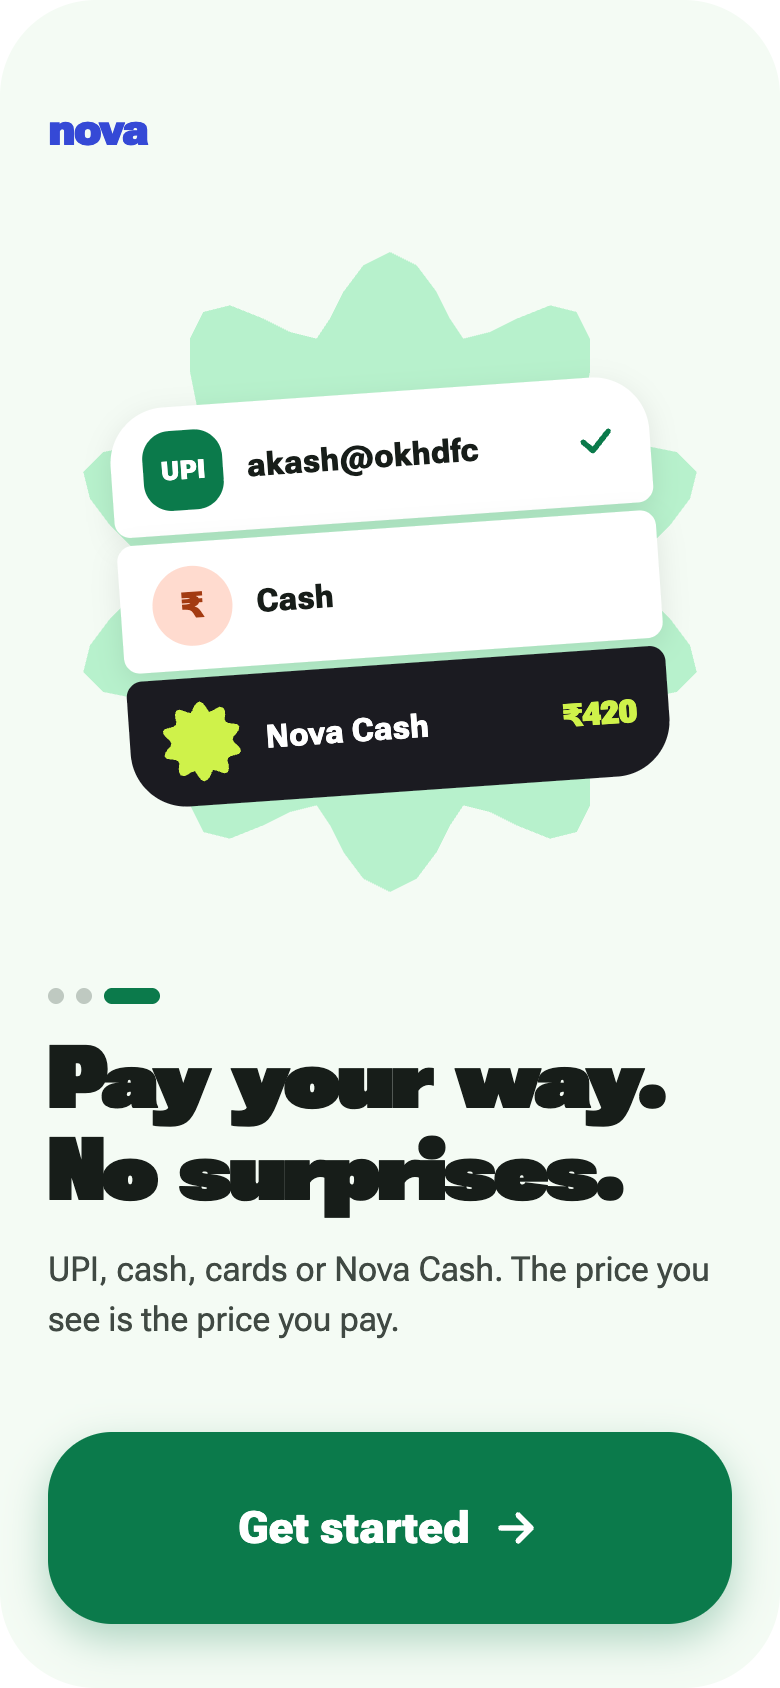 nova
UPI akash@okhdfc
₹ Cash
Nova Cash ₹420
Pay your way.
No surprises.
UPI, cash, cards or Nova Cash. The price you
see is the price you pay.
Get started